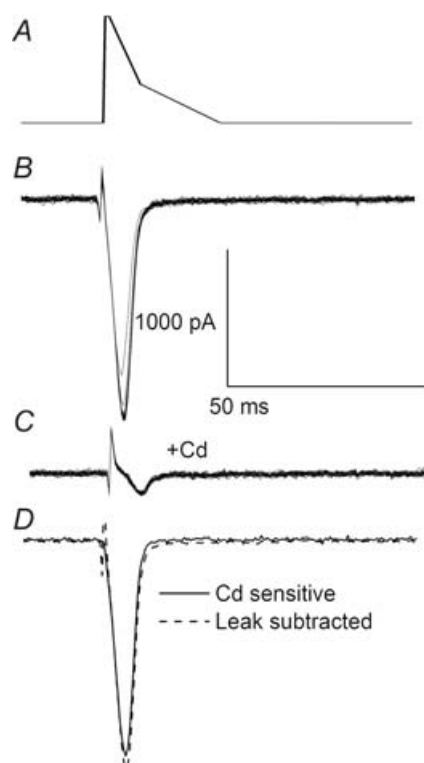 A
B
1000 pA
50 ms
C
+Cd
D
Cd sensitive
Leak subtracted